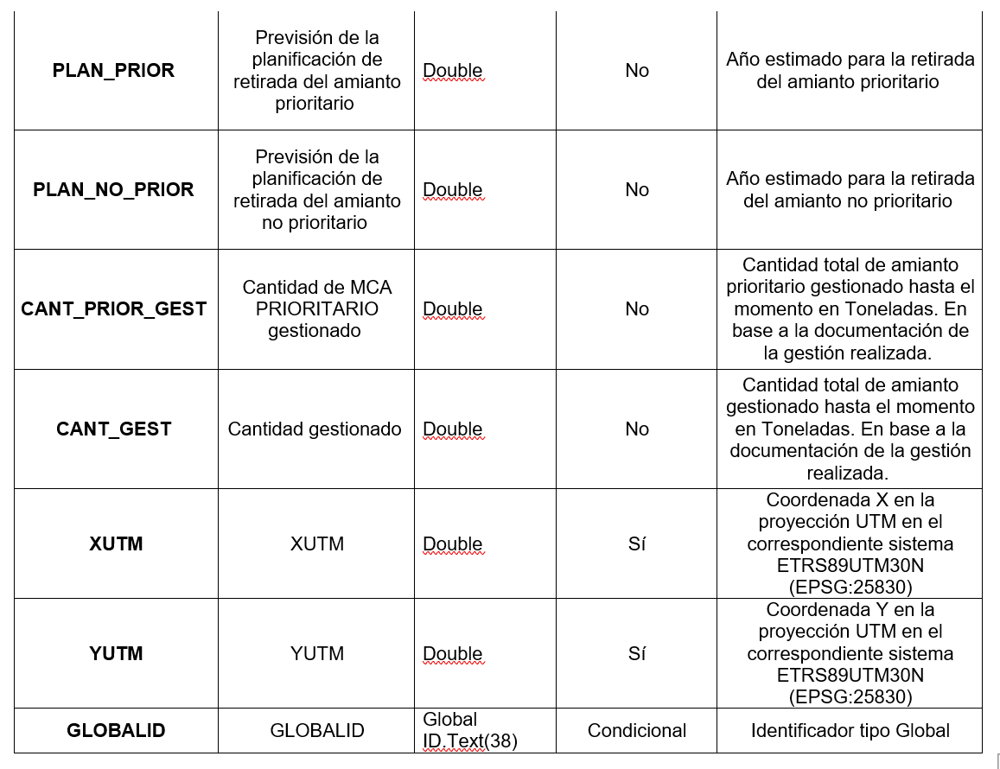 PLAN_PRIOR
Previsión de la
planificación de
retirada del amianto
prioritario
Double
No
Año estimado para la retirada
del amianto prioritario
PLAN_NO_PRIOR
Previsión de la
planificación de
retirada del amianto
no prioritario
Double
No
Año estimado para la retirada
del amianto no prioritario
CANT_PRIOR_GEST
Cantidad de MCA
PRIORITARIO
gestionado
Double
No
Cantidad total de amianto
prioritario gestionado hasta el
momento en Toneladas. En
base a la documentación de
la gestión realizada.
CANT_GEST
Cantidad gestionado
Double
No
Cantidad total de amianto
gestionado hasta el momento
en Toneladas. En base a la
documentación de la gestión
realizada.
XUTM
XUTM
Double
Sí
Coordenada X en la
proyección UTM en el
correspondiente sistema
ETRS89UTM30N
(EPSG:25830)
YUTM
YUTM
Double
Sí
Coordenada Y en la
proyección UTM en el
correspondiente sistema
ETRS89UTM30N
(EPSG:25830)
GLOBALID
GLOBALID
Global
ID.Text(38)
Condicional
Identificador tipo Global